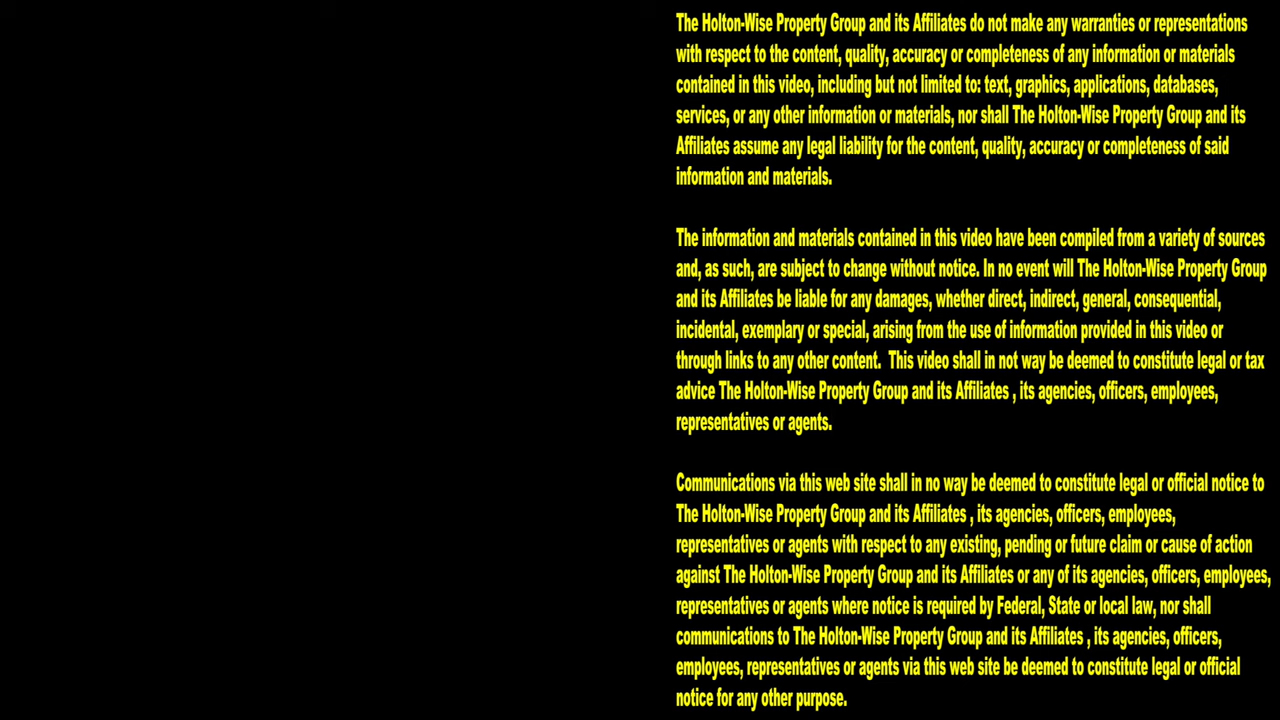 The Holton-Wise Property Group and its Affiliates do not make any warranties or representations
with respect to the content, quality, accuracy or completeness of any information or materials
contained in this video, including but not limited to: text, graphics, applications, databases,
services, or any other information or materials, nor shall The Holton-Wise Property Group and its
Affiliates assume any legal liability for the content, quality, accuracy or completeness of said
information and materials.
The information and materials contained in this video have been compiled from a variety of sources
and, as such, are subject to change without notice. In no event will The Holton-Wise Property Group
and its Affiliates be liable for any damages, whether direct, indirect, general, consequential,
incidental, exemplary or special, arising from the use of information provided in this video or
through links to any other content.  This video shall in not way be deemed to constitute legal or tax
advice The Holton-Wise Property Group and its Affiliates , its agencies, officers, employees,
representatives or agents.
Communications via this web site shall in no way be deemed to constitute legal or official notice to
The Holton-Wise Property Group and its Affiliates , its agencies, officers, employees,
representatives or agents with respect to any existing, pending or future claim or cause of action
against The Holton-Wise Property Group and its Affiliates or any of its agencies, officers, employees,
representatives or agents where notice is required by Federal, State or local law, nor shall
communications to The Holton-Wise Property Group and its Affiliates , its agencies, officers,
employees, representatives or agents via this web site be deemed to constitute legal or official
notice for any other purpose.